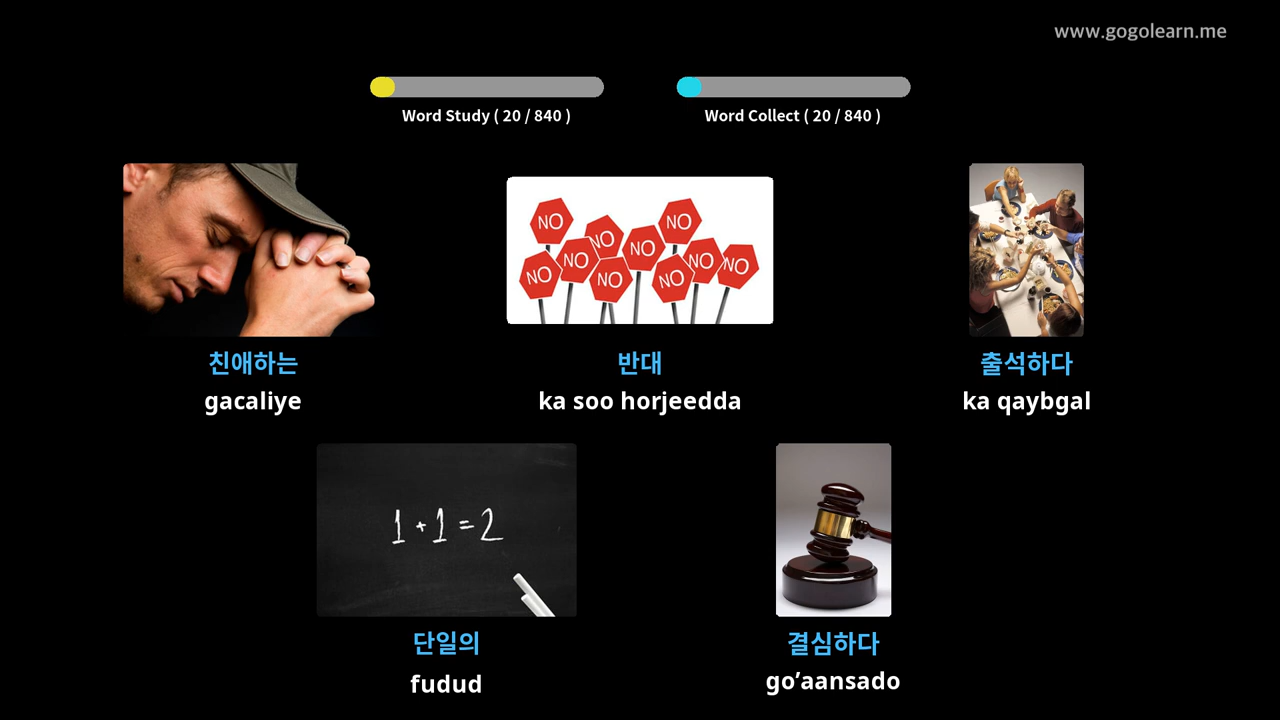 www.gogolearn.me
Word Study ( 20 / 840 )
Word Collect ( 20 / 840 )
NO
NO
NO
NO
NO
NO
NO
NO
NO
NO
친애하는
반대
출석하다
gacaliye
ka soo horjeedda
ka qaybgal
1 + 1 = 2
단일의
결심하다
fudud
go’aansado